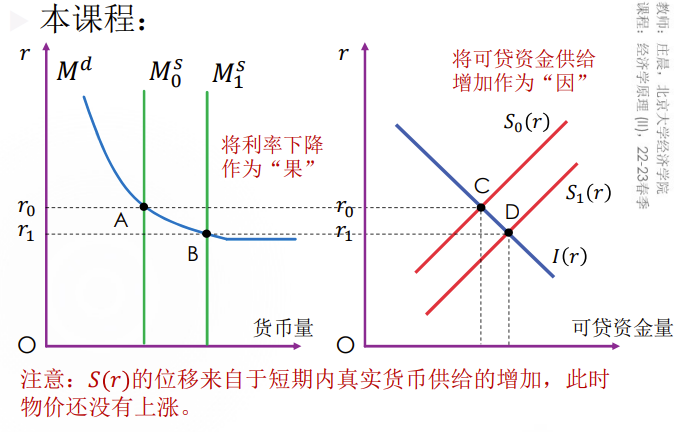 本课程：
教师：庄晨，北京大学经济学院
课程：经济学原理 (II)，22-23春季
r
M^d
M_0^s
M_1^s
将利率下降
作为“果”
r_0
r_1
A
B
O
货币量
r
将可贷资金供给
增加作为“因”
S_0(r)
S_1(r)
C
D
r_0
r_1
I(r)
O
可贷资金量
注意：S(r)的位移来自于短期内真实货币供给的增加，此时
物价还没有上涨。